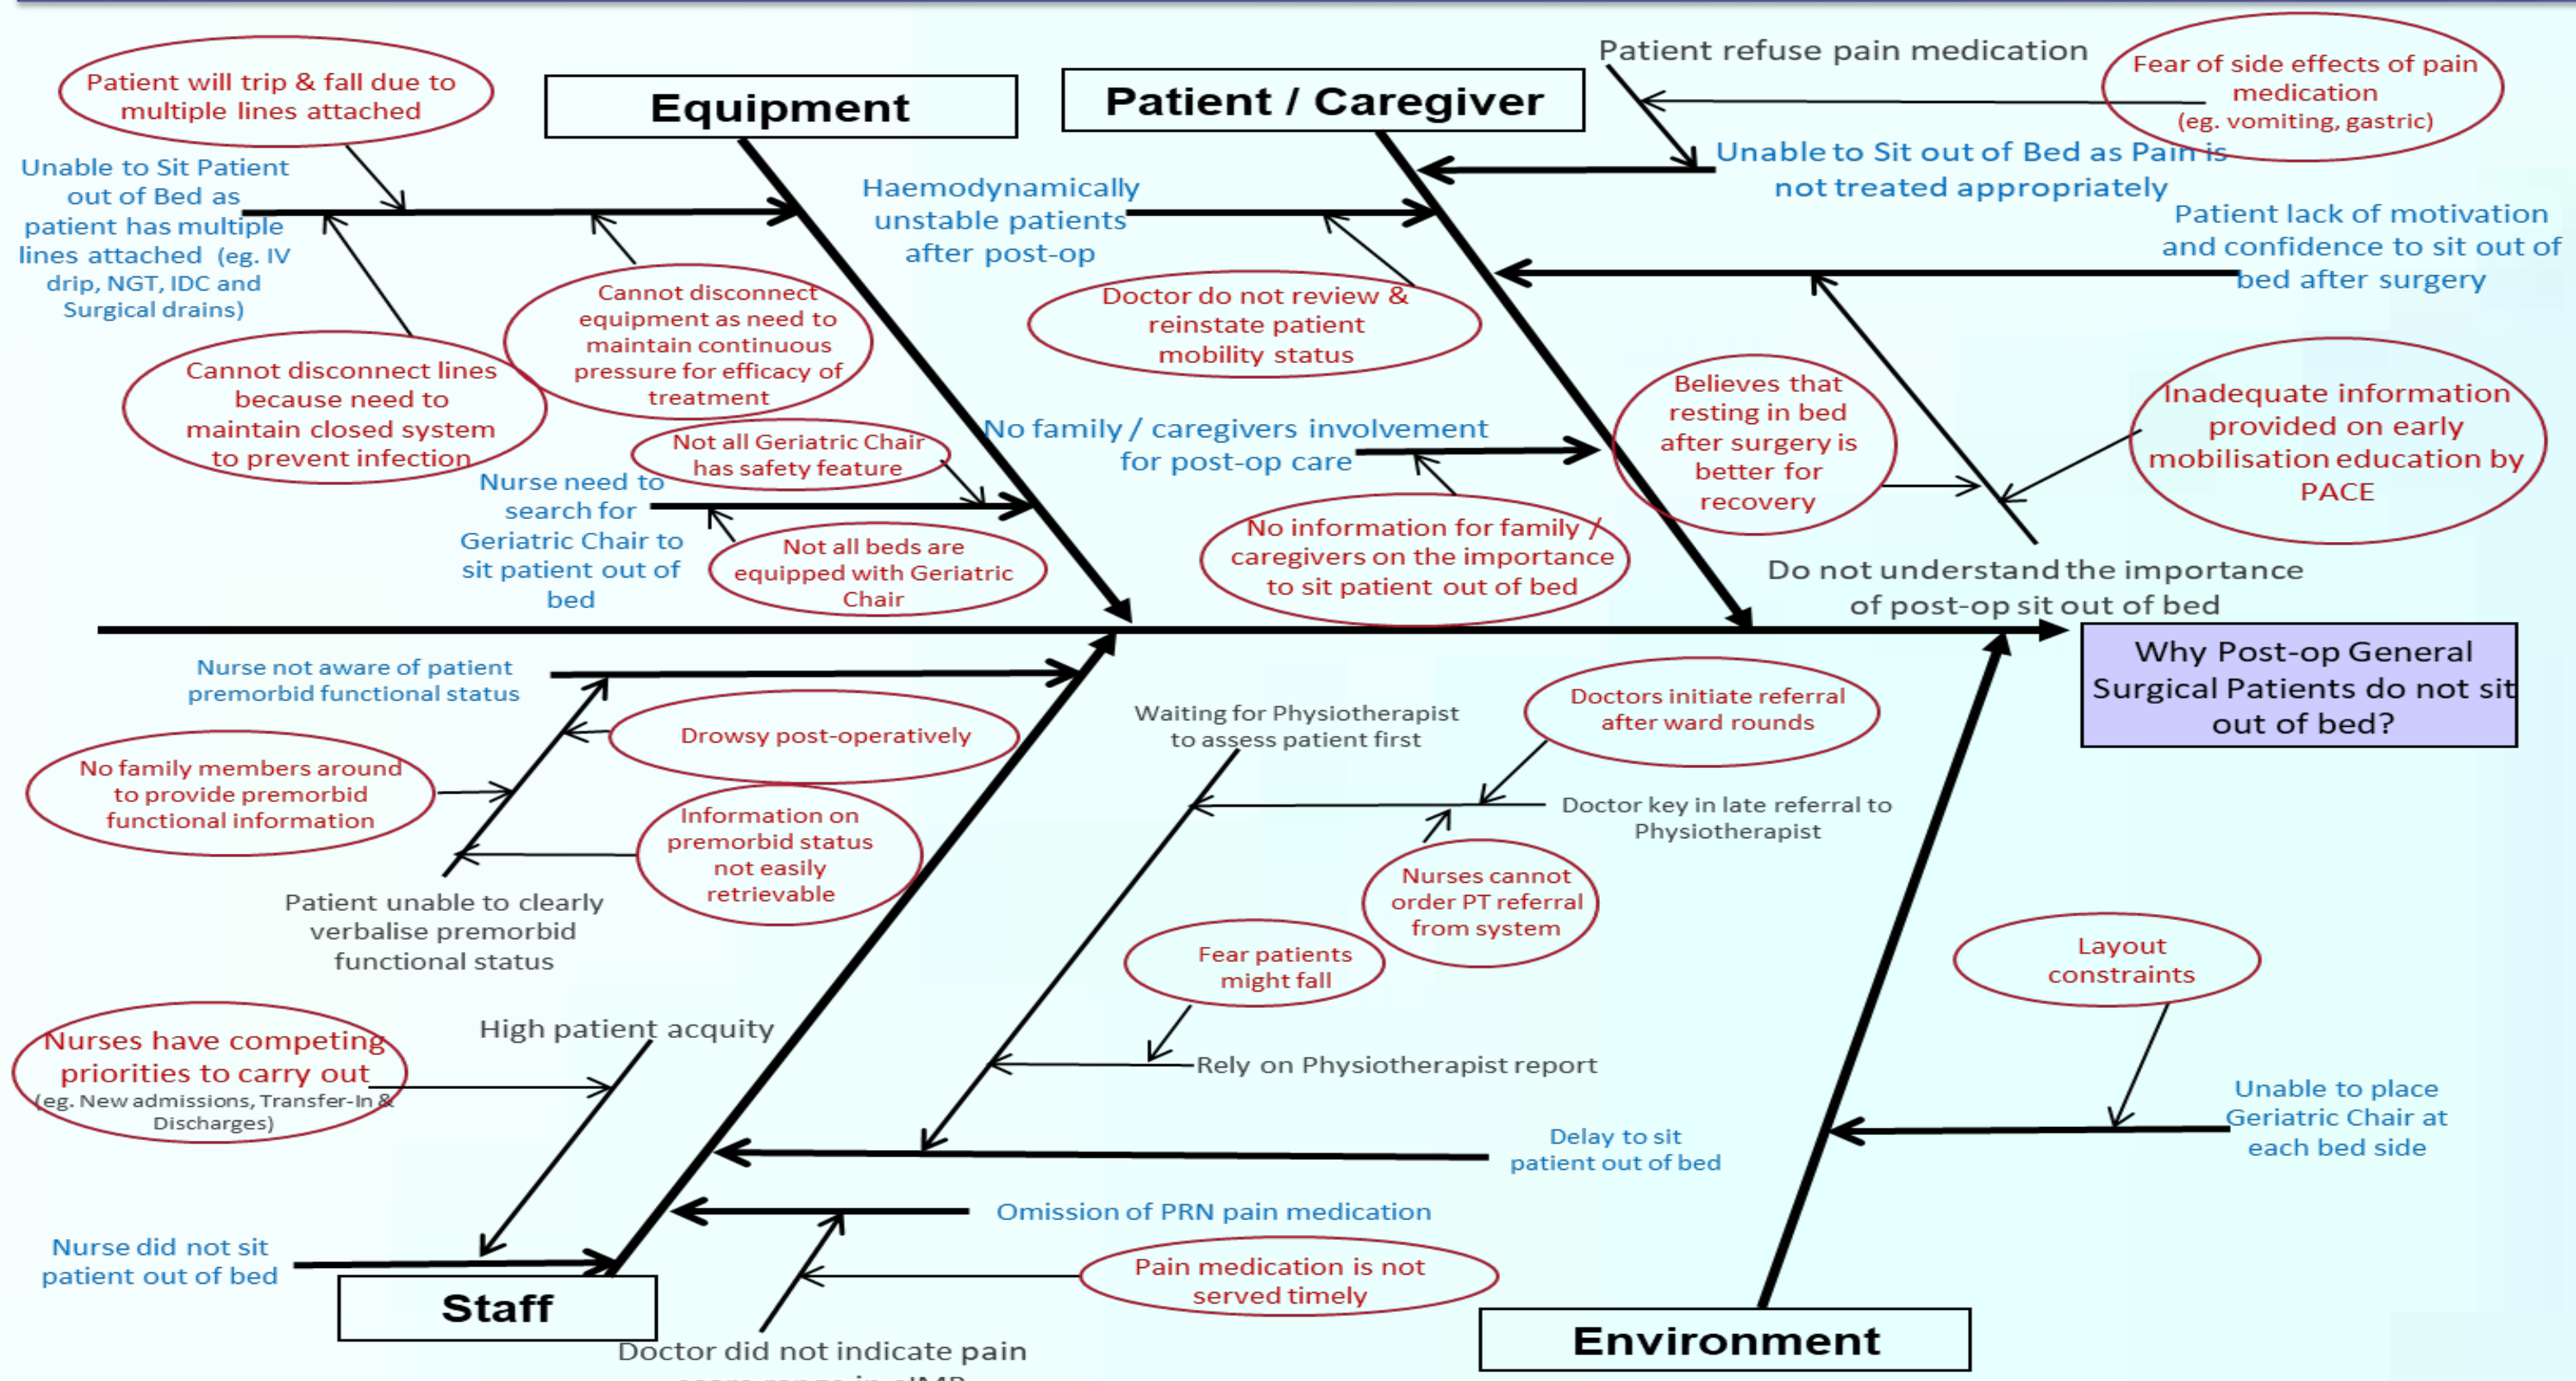 Patient will trip & fall due to
multiple lines attached
Equipment
Patient / Caregiver
Patient refuse pain medication
Fear of side effects of pain
medication
(eg. vomiting, gastric)
Unable to Sit Patient
out of Bed as
patient has multiple
lines attached (eg. IV
drip, NGT, IDC and
Surgical drains)
Haemodynamically
unstable patients
after post-op
Unable to Sit out of Bed as Pain is
not treated appropriately
Patient lack of motivation
and confidence to sit out of
bed after surgery
Cannot disconnect
equipment as need to
maintain continuous
pressure for efficacy of
treatment
Doctor do not review &
reinstate patient
mobility status
Cannot disconnect lines
because need to
maintain closed system
to prevent infection
Not all Geriatric Chair
has safety feature
No family / caregivers involvement
for post-op care
Believes that
resting in bed
after surgery is
better for
recovery
Inadequate information
provided on early
mobilisation education by
PACE
Nurse need to
search for
Geriatric Chair to
sit patient out of
bed
Not all beds are
equipped with Geriatric
Chair
No information for family /
caregivers on the importance
to sit patient out of bed
Do not understand the importance
of post-op sit out of bed
Why Post-op General
Surgical Patients do not sit
out of bed?
Nurse not aware of patient
premorbid functional status
Drowsy post-operatively
Waiting for Physiotherapist
to assess patient first
Doctors initiate referral
after ward rounds
No family members around
to provide premorbid
functional information
Information on
premorbid status
not easily
retrievable
Doctor key in late referral to
Physiotherapist
Patient unable to clearly
verbalise premorbid
functional status
Nurses cannot
order PT referral
from system
Fear patients
might fall
Layout
constraints
Nurses have competing
priorities to carry out
(eg. New admissions, Transfer-In &
Discharges)
High patient acquity
Rely on Physiotherapist report
Unable to place
Geriatric Chair at
each bed side
Delay to sit
patient out of bed
Omission of PRN pain medication
Nurse did not sit
patient out of bed
Pain medication is not
served timely
Staff
Environment
Doctor did not indicate pain